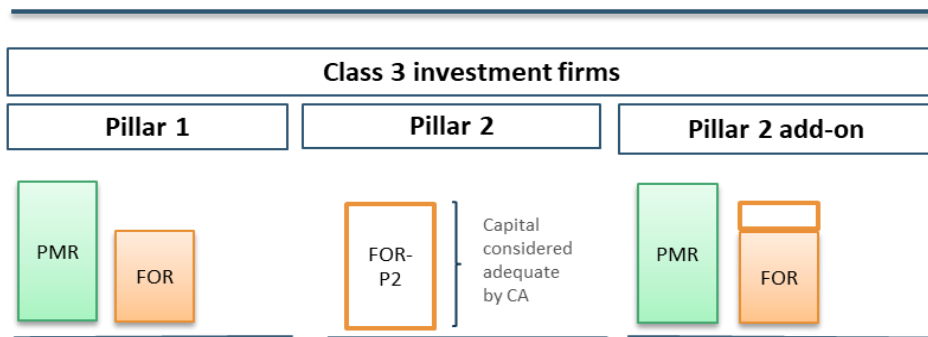 Class 3 investment firms
Pillar 1
Pillar 2
Pillar 2 add-on
PMR
FOR
FOR-
P2
Capital
considered
adequate
by CA
PMR
FOR